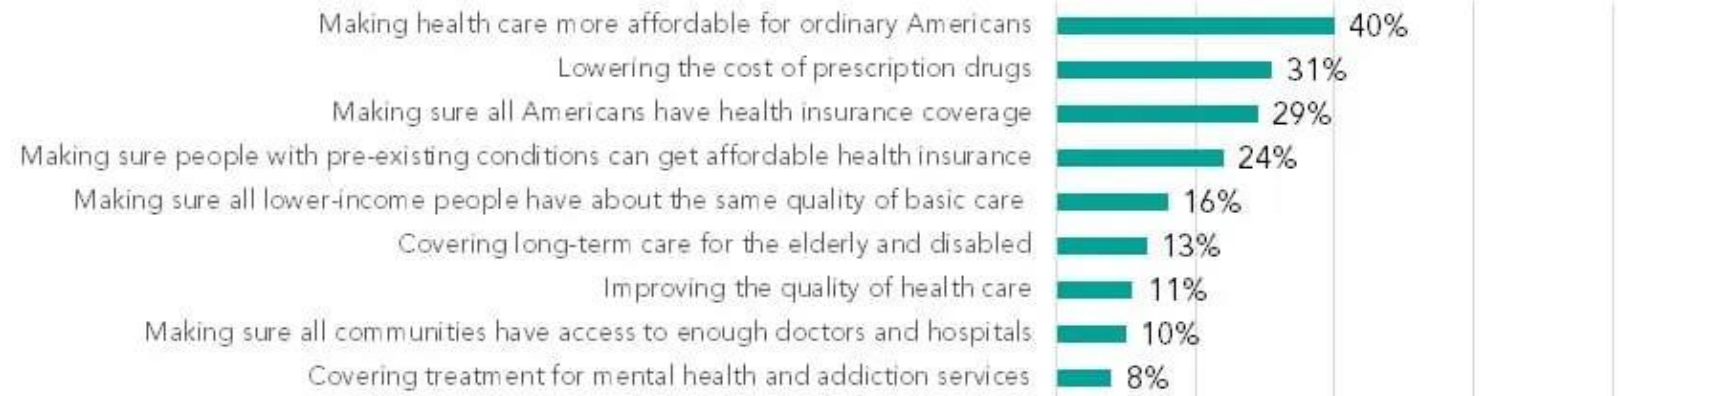 Making health care more affordable for ordinary Americans 40%
Lowering the cost of prescription drugs 31%
Making sure all Americans have health insurance coverage 29%
Making sure people with pre-existing conditions can get affordable health insurance 24%
Making sure all lower-income people have about the same quality of basic care 16%
Covering long-term care for the elderly and disabled 13%
Improving the quality of health care 11%
Making sure all communities have access to enough doctors and hospitals 10%
Covering treatment for mental health and addiction services 8%